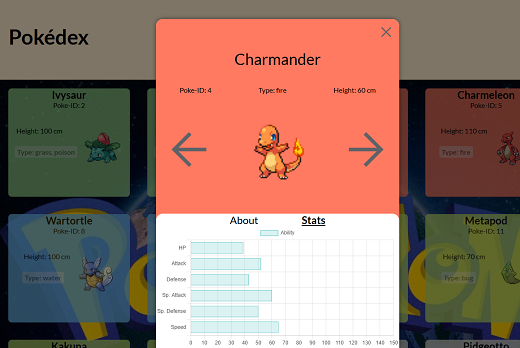 Pokédex
Charmander
Poke-ID: 4 Type: fire Height: 60 cm
Ivysaur
Poke-ID: 2
Height: 100 cm
Type: grass, poison
Charmeleon
Poke-ID: 5
Height: 110 cm
Type: fire
About Stats
Ability
HP
Attack
Defense
Sp. Attack
Sp. Defense
Speed
0 10 20 30 40 50 60 70 80 90 100 110 120 130 140 150
Wartortle
Poke-ID: 8
Height: 100 cm
Type: water
Metapod
Poke-ID: 11
Height: 70 cm
Type: bug
Kakuna
Pidgeotto